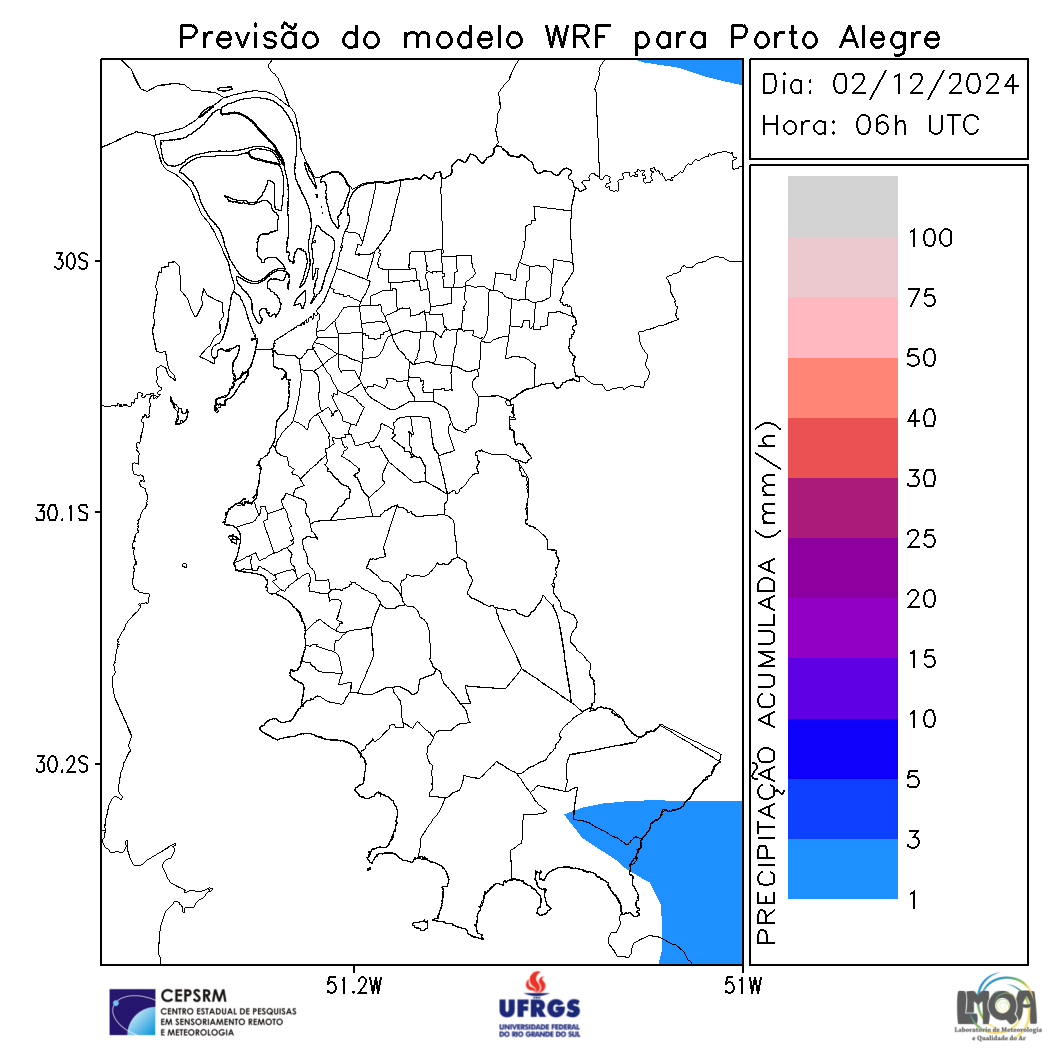 Previsão do modelo WRF para Porto Alegre
Dia: 02/12/2024
Hora: 06h UTC
30S
30.1S
30.2S
51.2W
51W
PRECIPITAÇÃO ACUMULADA (mm/h)
100
75
50
40
30
25
20
15
10
5
3
1
CEPSRM
CENTRO ESTADUAL DE PESQUISAS
EM SENSORIAMENTO REMOTO
E METEOROLOGIA
UFRGS
UNIVERSIDADE FEDERAL
DO RIO GRANDE DO SUL
LMQA
Laboratório de Meteorologia
e Qualidade do Ar